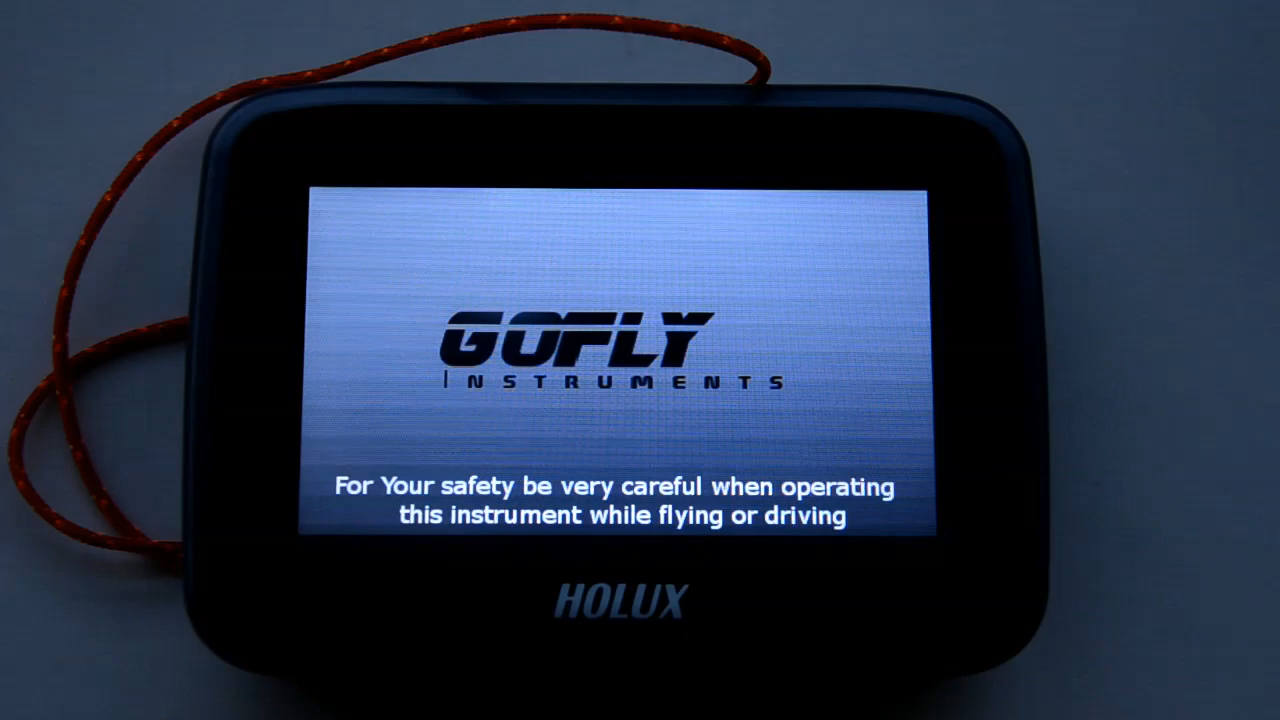 GOFLY
INSTRUMENTS
For Your safety be very careful when operating
this instrument while flying or driving
HOLUX